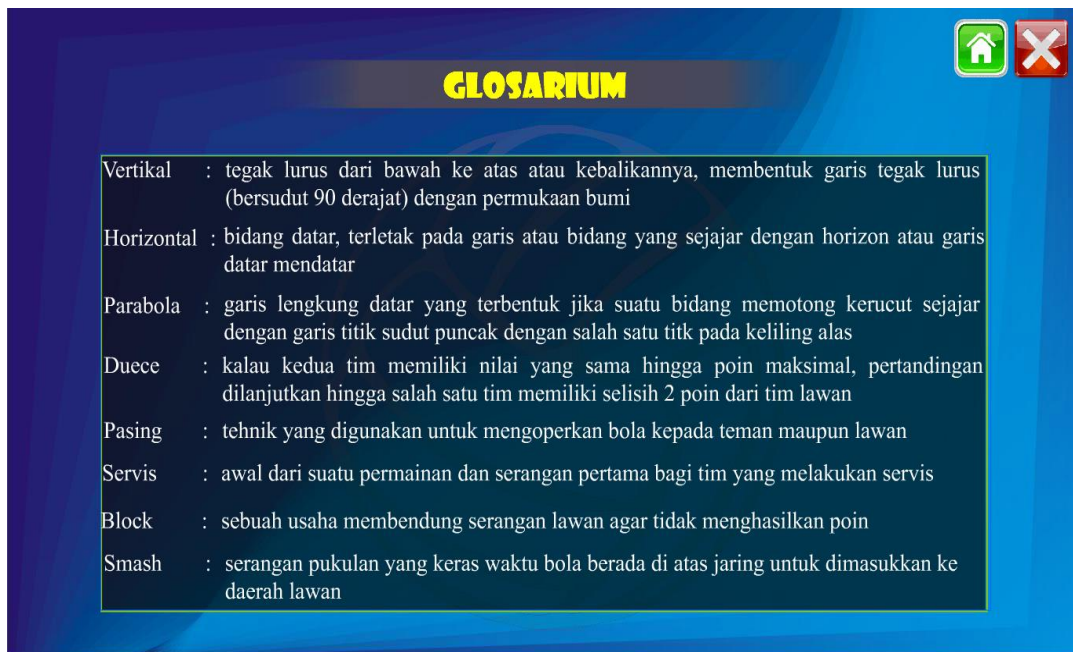 GLOSARIUM
Vertikal : tegak lurus dari bawah ke atas atau kebalikannya, membentuk garis tegak lurus
(bersudut 90 derajat) dengan permukaan bumi
Horizontal : bidang datar, terletak pada garis atau bidang yang sejajar dengan horizon atau garis
datar mendatar
Parabola : garis lengkung datar yang terbentuk jika suatu bidang memotong kerucut sejajar
dengan garis titik sudut puncak dengan salah satu titk pada keliling alas
Duece : kalau kedua tim memiliki nilai yang sama hingga poin maksimal, pertandingan
dilanjutkan hingga salah satu tim memiliki selisih 2 poin dari tim lawan
Pasing : tehnik yang digunakan untuk mengoperkan bola kepada teman maupun lawan
Servis : awal dari suatu permainan dan serangan pertama bagi tim yang melakukan servis
Block : sebuah usaha membendung serangan lawan agar tidak menghasilkan poin
Smash : serangan pukulan yang keras waktu bola berada di atas jaring untuk dimasukkan ke
daerah lawan